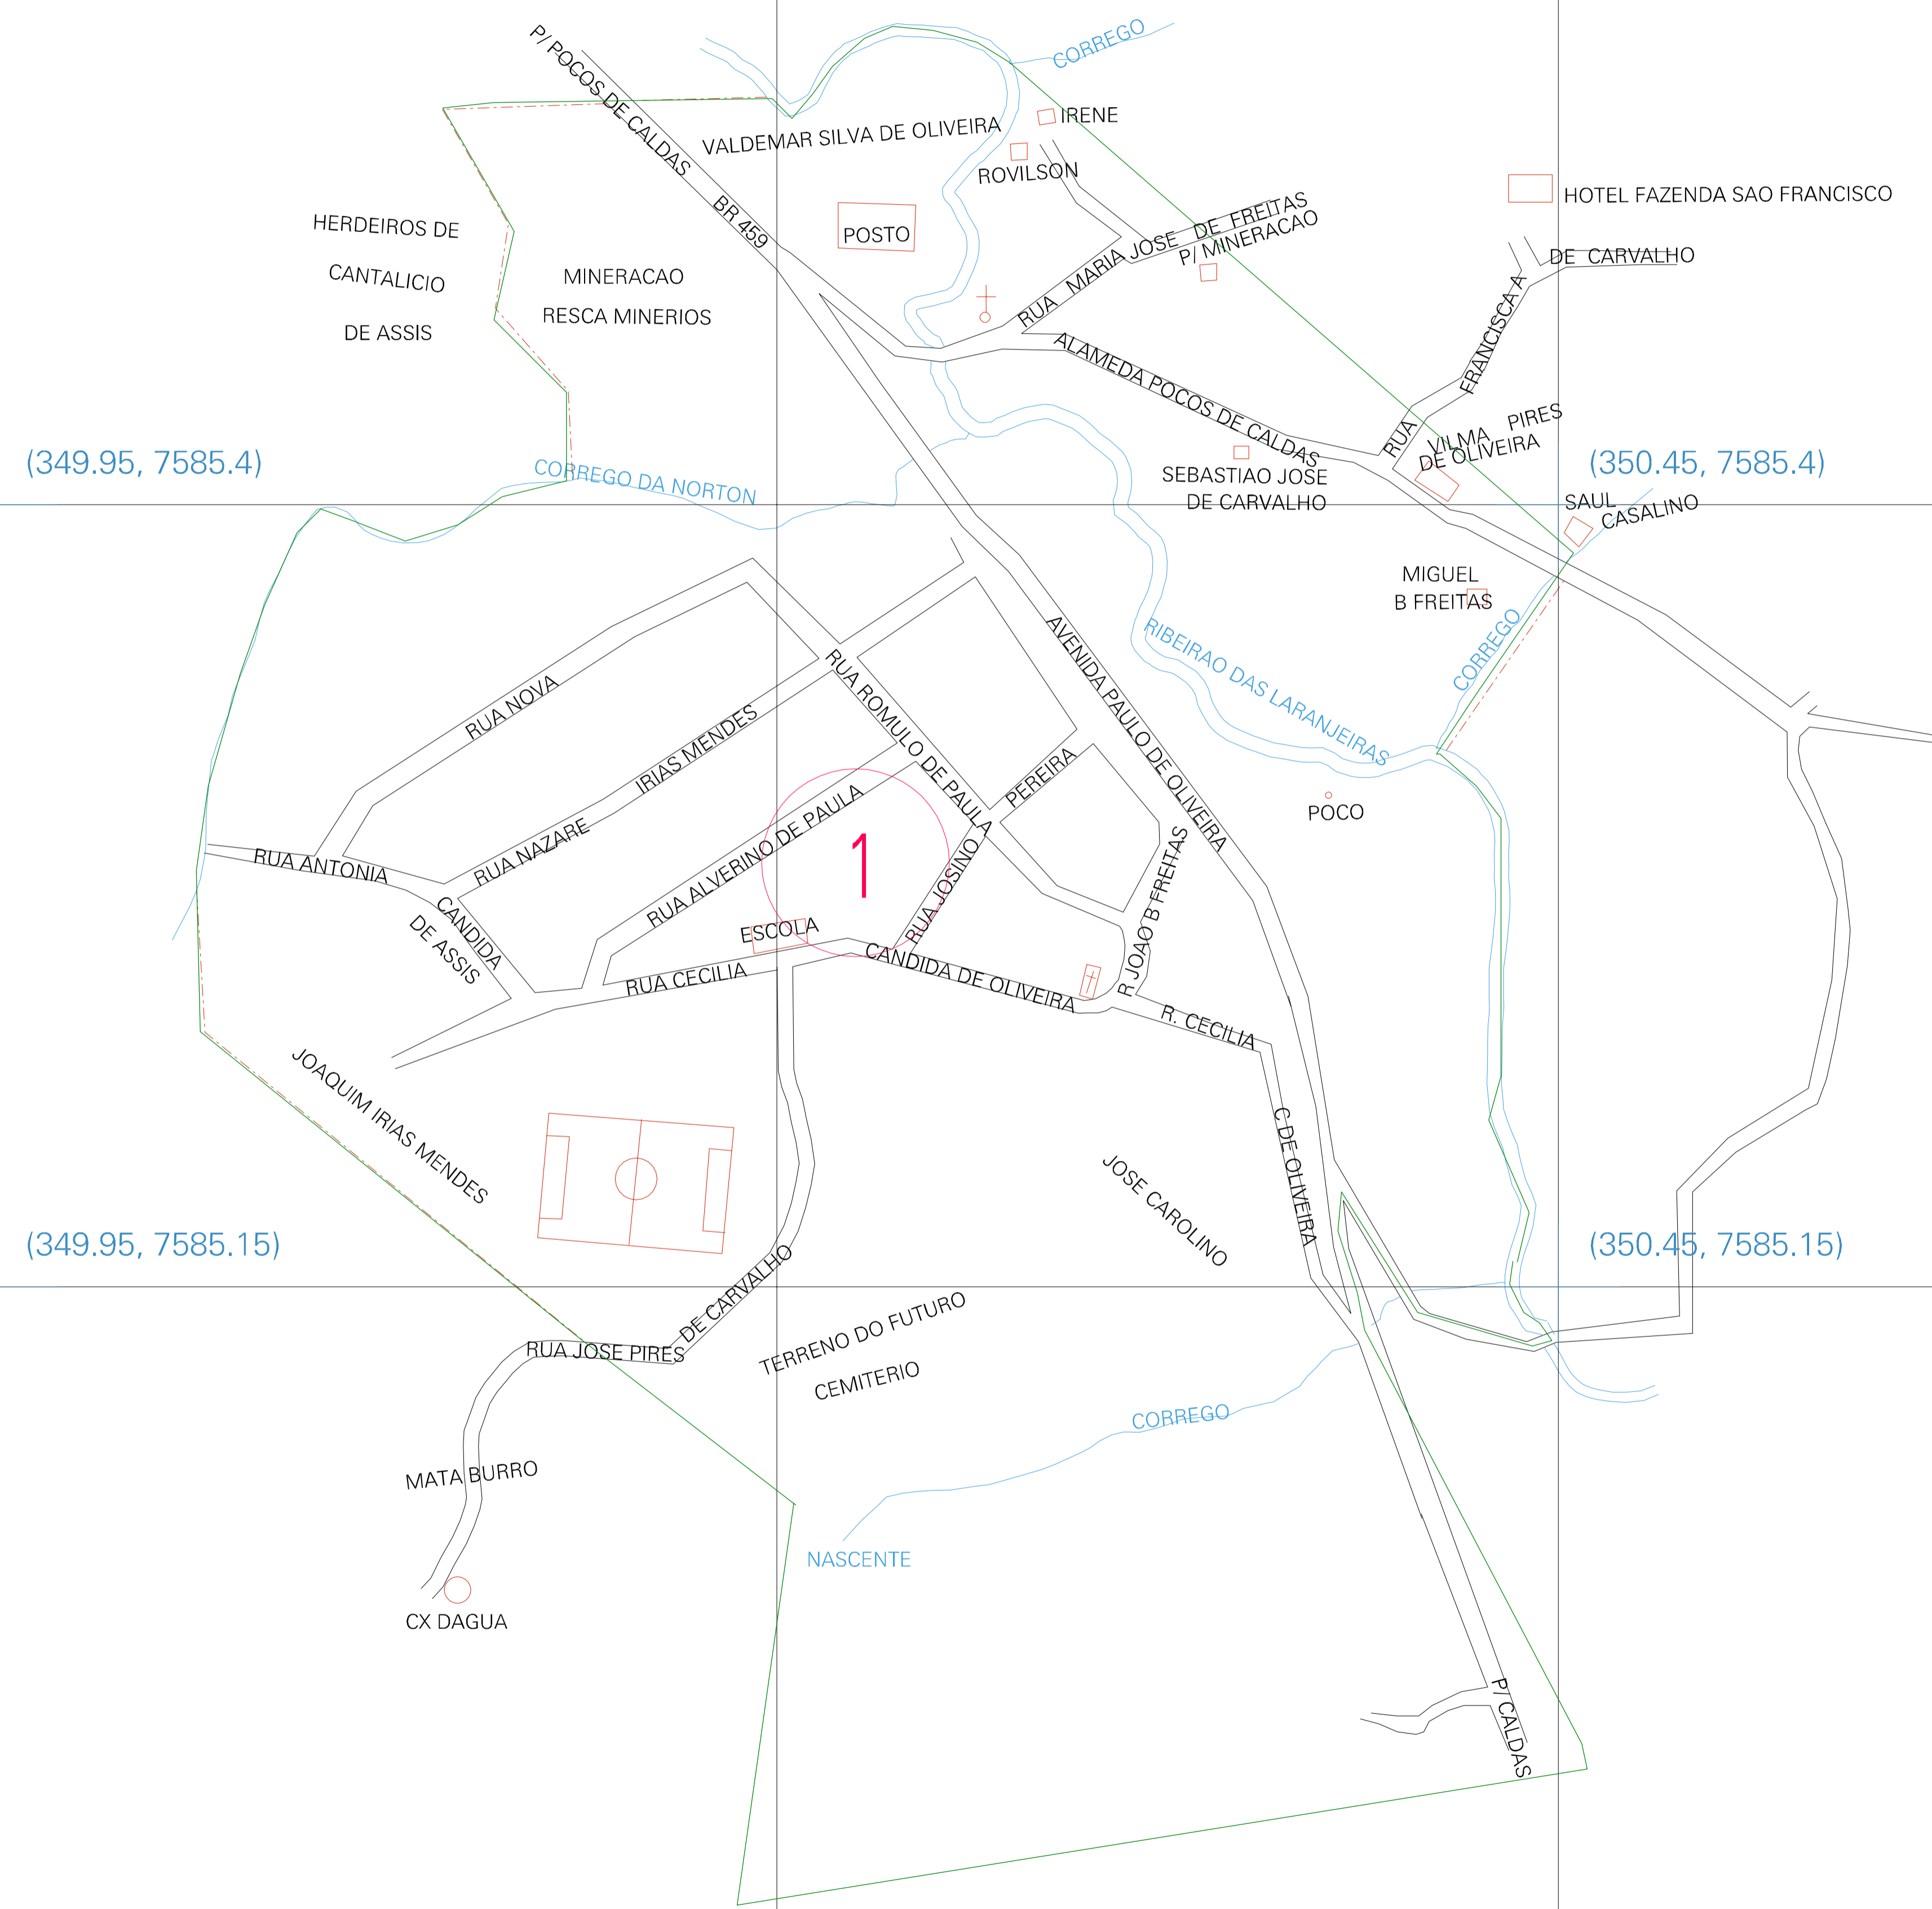 P/ POCOS DE CALDAS
CORREGO
IRENE
VALDEMAR SILVA DE OLIVEIRA
ROVILSON
HOTEL FAZENDA SAO FRANCISCO
BR 459
HERDEIROS DE
CANTALICIO
DE ASSIS
MINERACAO
RESCA MINERIOS
POSTO
RUA MARIA JOSE DE FREITAS
P/ MINERACAO
DE CARVALHO
RUA FRANCISCA A
ALAMEDA POCOS DE CALDAS
VILMA PIRES
DE OLIVEIRA
(349.95, 7585.4)
(350.45, 7585.4)
CORREGO DA NORTON
SEBASTIAO JOSE
DE CARVALHO
SAUL
CASALINO
MIGUEL
B FREITAS
CORREGO
RIBEIRAO DAS LARANJEIRAS
AVENIDA PAULO DE OLIVEIRA
RUA NOVA
RUA ROMULO DE PAULA
RUA NAZARE IRIAS MENDES
PEREIRA
RUA JOSINO
POCO
RUA ALVERINO DE PAULA
1
RUA ANTONIA
CANDIDA
DE ASSIS
R JOAO B FREITAS
ESCOLA
RUA CECILIA
CANDIDA DE OLIVEIRA
R. CECILIA
C DE OLIVEIRA
JOAQUIM IRIAS MENDES
JOSE CAROLINO
(349.95, 7585.15)
(350.45, 7585.15)
RUA JOSE PIRES
DE CARVALHO
TERRENO DO FUTURO
CEMITERIO
CORREGO
MATA BURRO
NASCENTE
CX DAGUA
P/ CALDAS